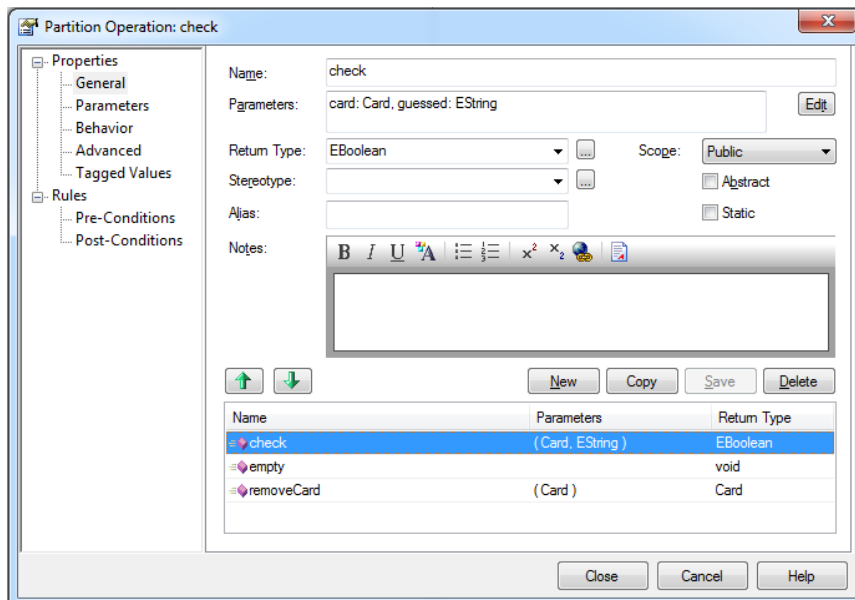 Partition Operation: check
Properties
General
Parameters
Behavior
Advanced
Tagged Values
Rules
Pre-Conditions
Post-Conditions
Name: check
Parameters: card: Card, guessed: EString Edit
Return Type: EBoolean ... Scope: Public
Stereotype: ... Abstract
Alias: Static
Notes: B I U A x² x₂
New Copy Save Delete
Name Parameters Return Type
check ( Card, EString ) EBoolean
empty void
removeCard ( Card ) Card
Close Cancel Help